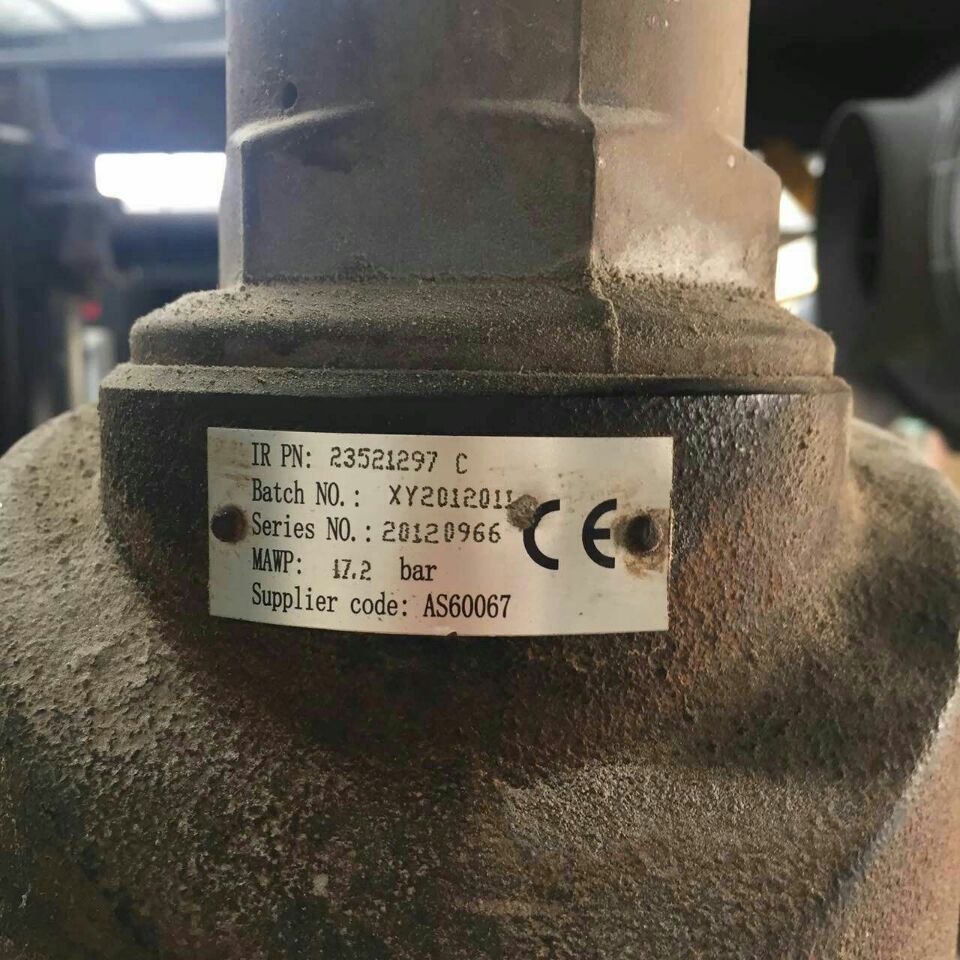 IR PN: 23521297 C
Batch NO.: XY2012011
Series NO.: 20120966
MAWP: 17.2 bar
Supplier code: AS60067
CE